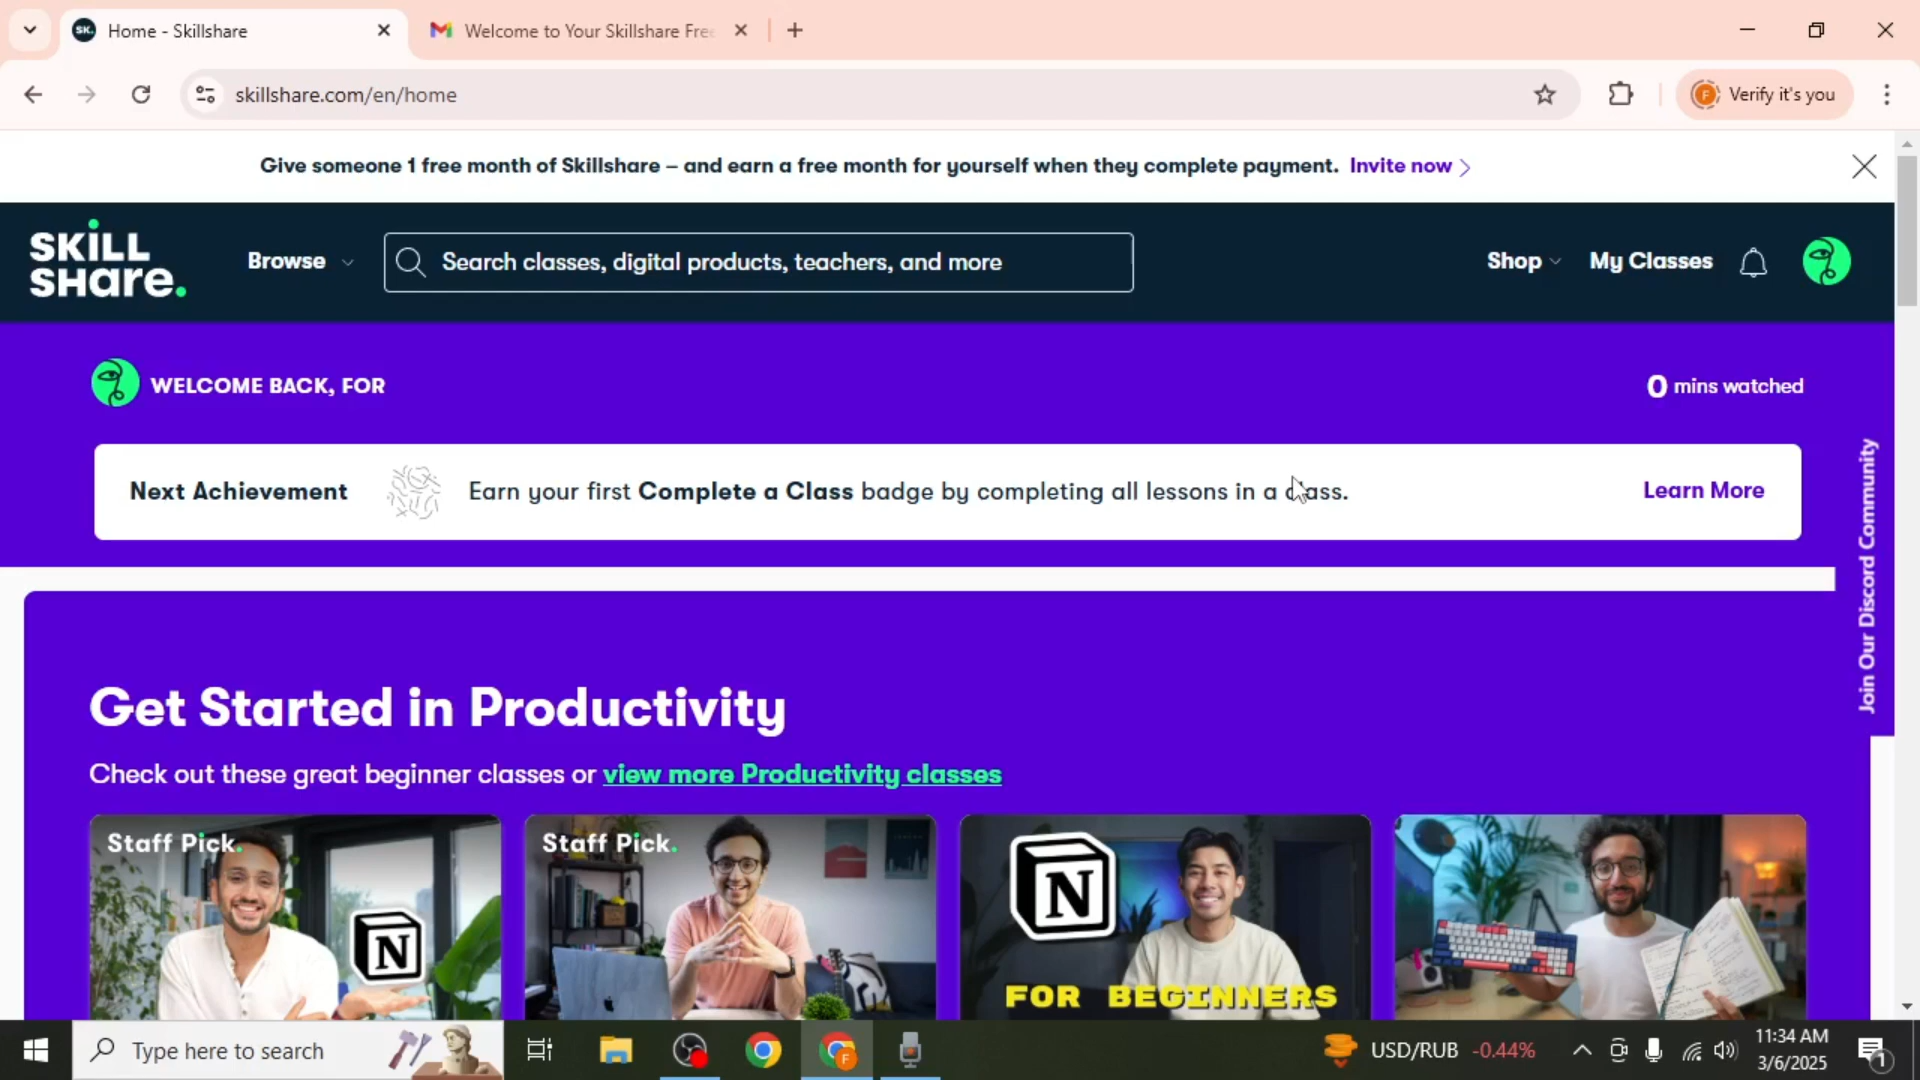 Home - Skillshare
Welcome to Your Skillshare Free
skillshare.com/en/home
Verify it's you
Give someone 1 free month of Skillshare – and earn a free month for yourself when they complete payment. Invite now
SKILL
SHARE.
Browse
Search classes, digital products, teachers, and more
Shop
My Classes
WELCOME BACK, FOR
0 mins watched
Next Achievement
Earn your first Complete a Class badge by completing all lessons in a class.
Learn More
Join Our Discord Community
Get Started in Productivity
Check out these great beginner classes or view more Productivity classes
Staff Pick.
Staff Pick.
N
N
FOR BEGINNERS
Type here to search
USD/RUB -0.44%
11:34 AM
3/6/2025
1